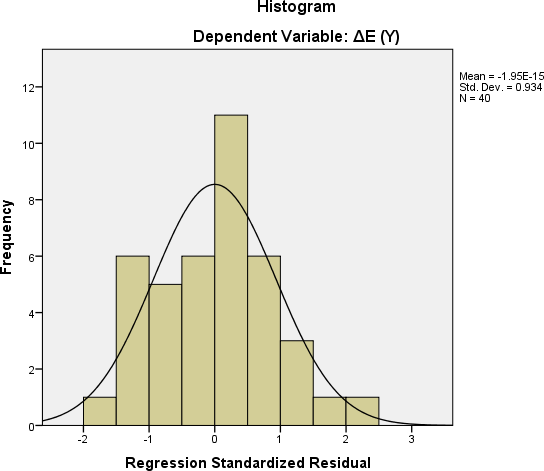 Histogram
Dependent Variable: ΔE (Y)
Mean = -1.95E-15
Std. Dev. = 0.934
N = 40
12
10
8
6
4
2
0
Frequency
-2 -1 0 1 2 3
Regression Standardized Residual